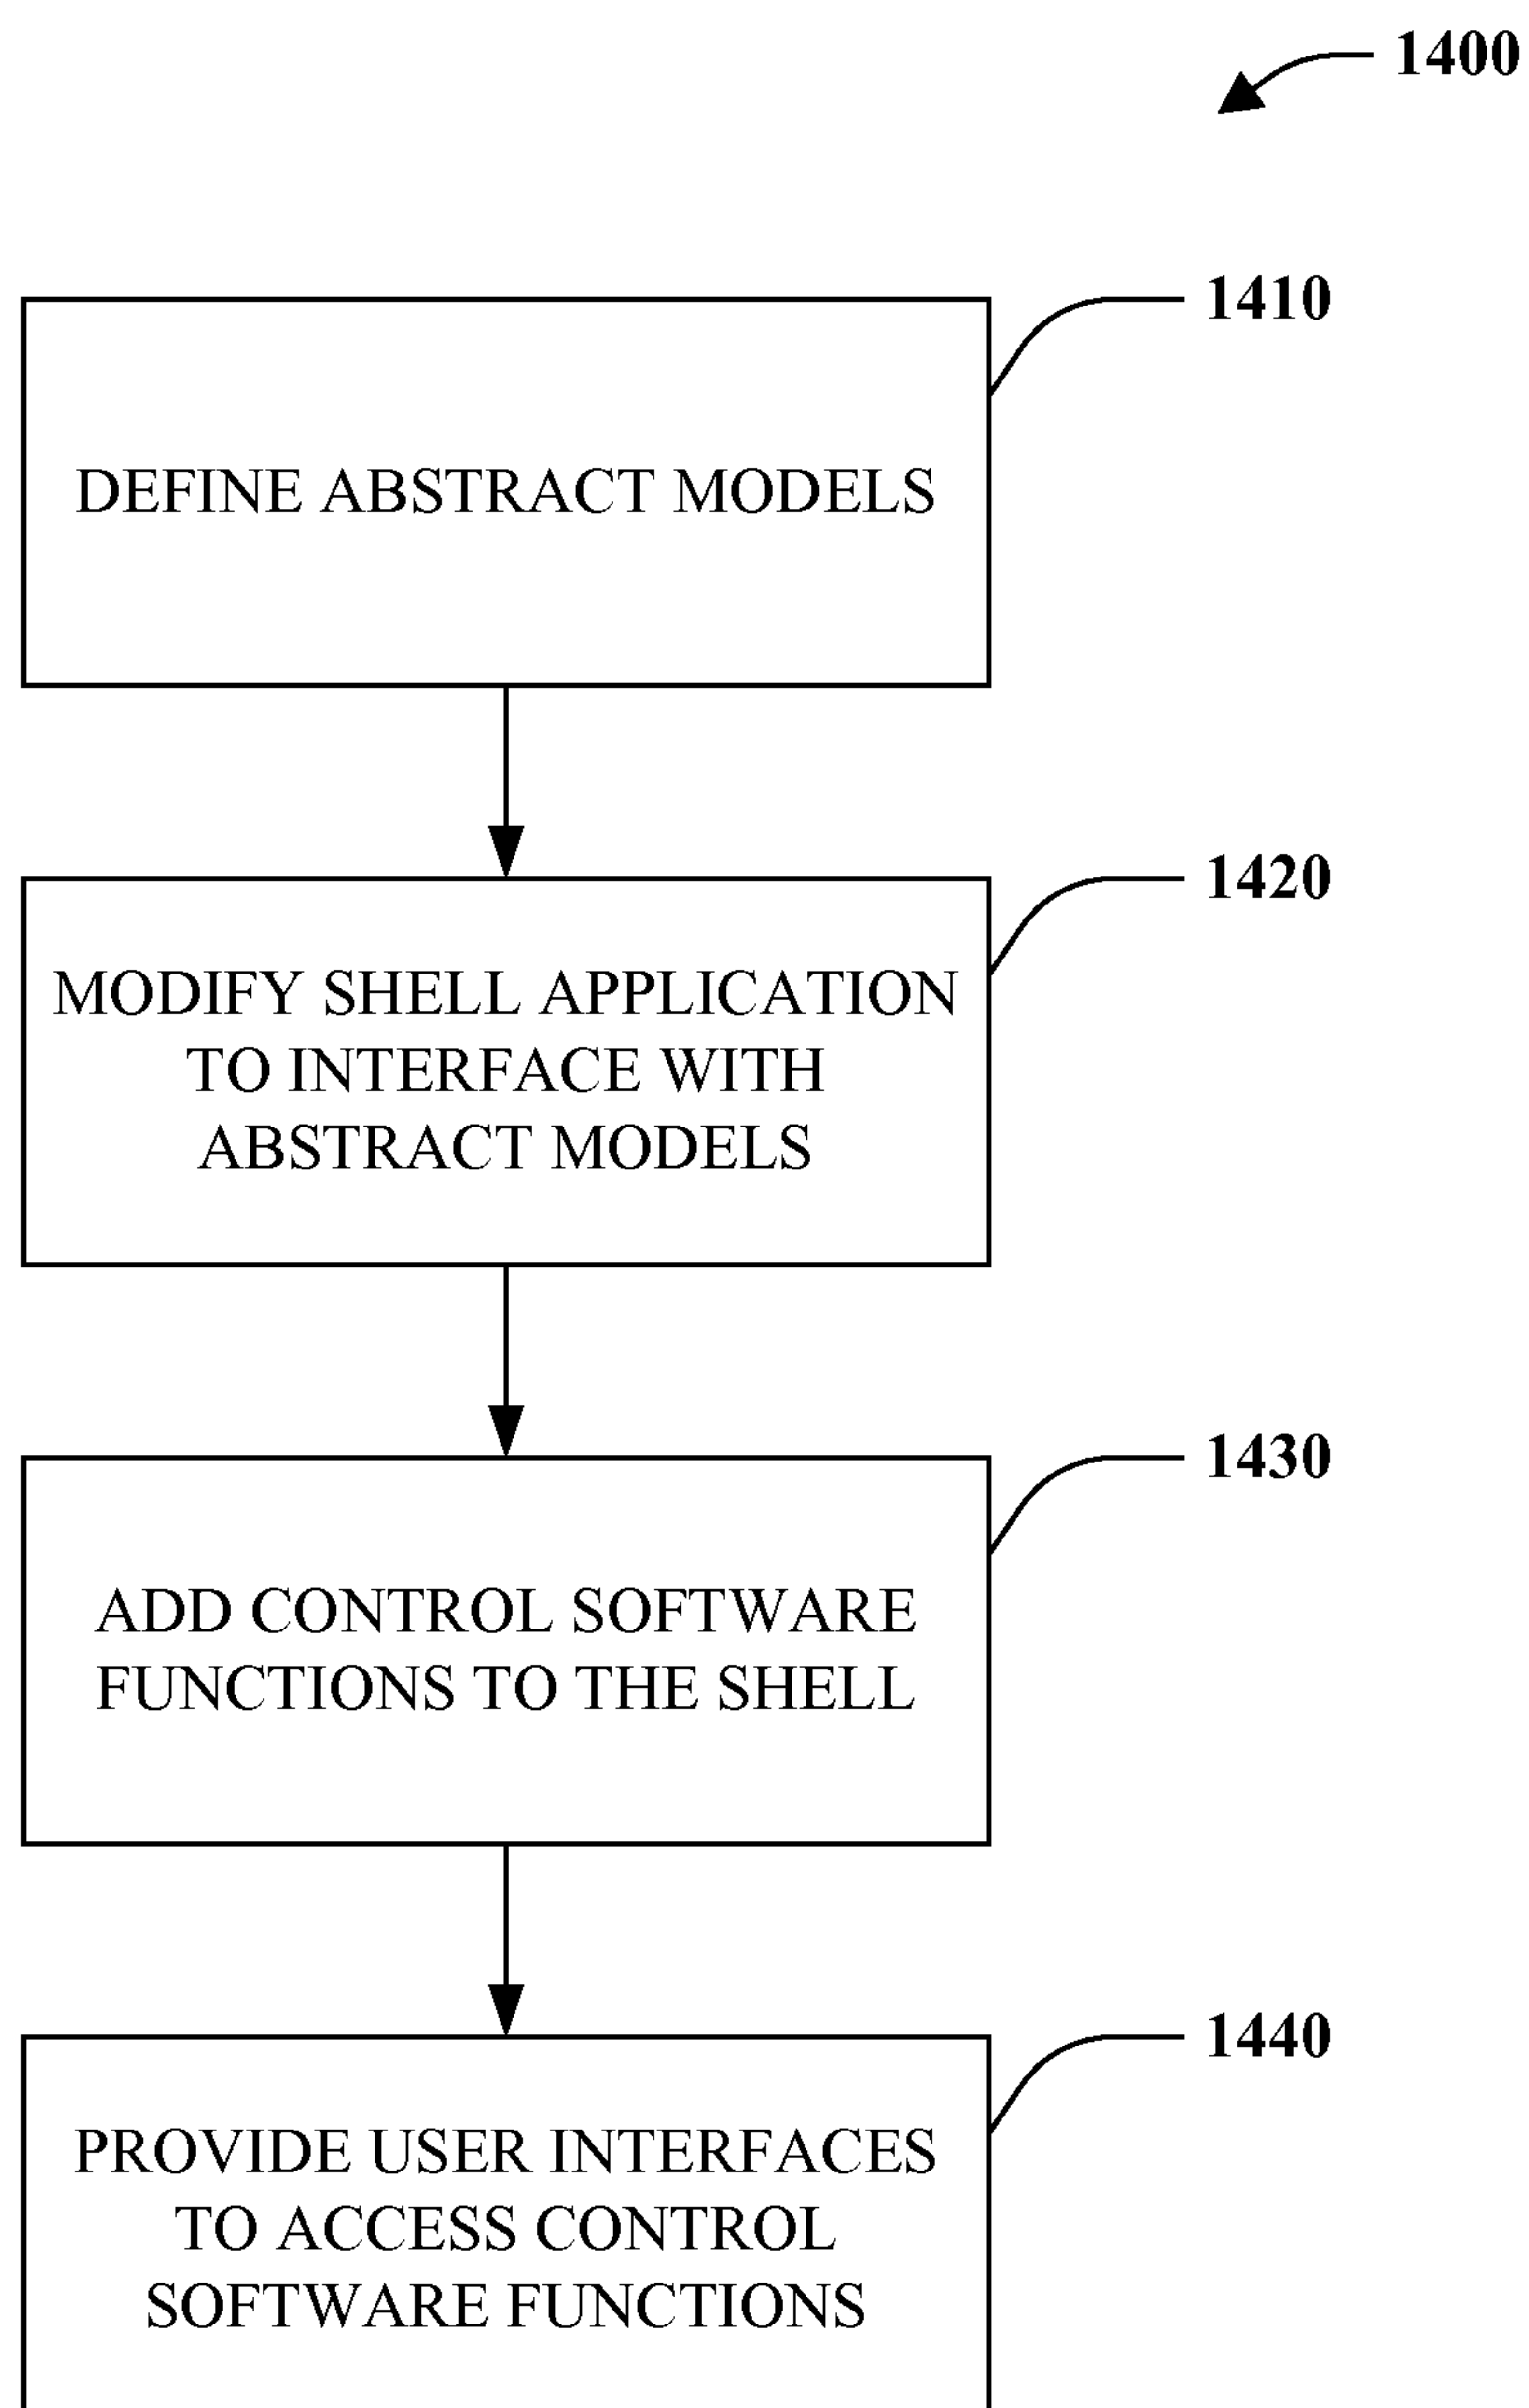 1400
1410
DEFINE ABSTRACT MODELS
1420
MODIFY SHELL APPLICATION
TO INTERFACE WITH
ABSTRACT MODELS
1430
ADD CONTROL SOFTWARE
FUNCTIONS TO THE SHELL
1440
PROVIDE USER INTERFACES
TO ACCESS CONTROL
SOFTWARE FUNCTIONS